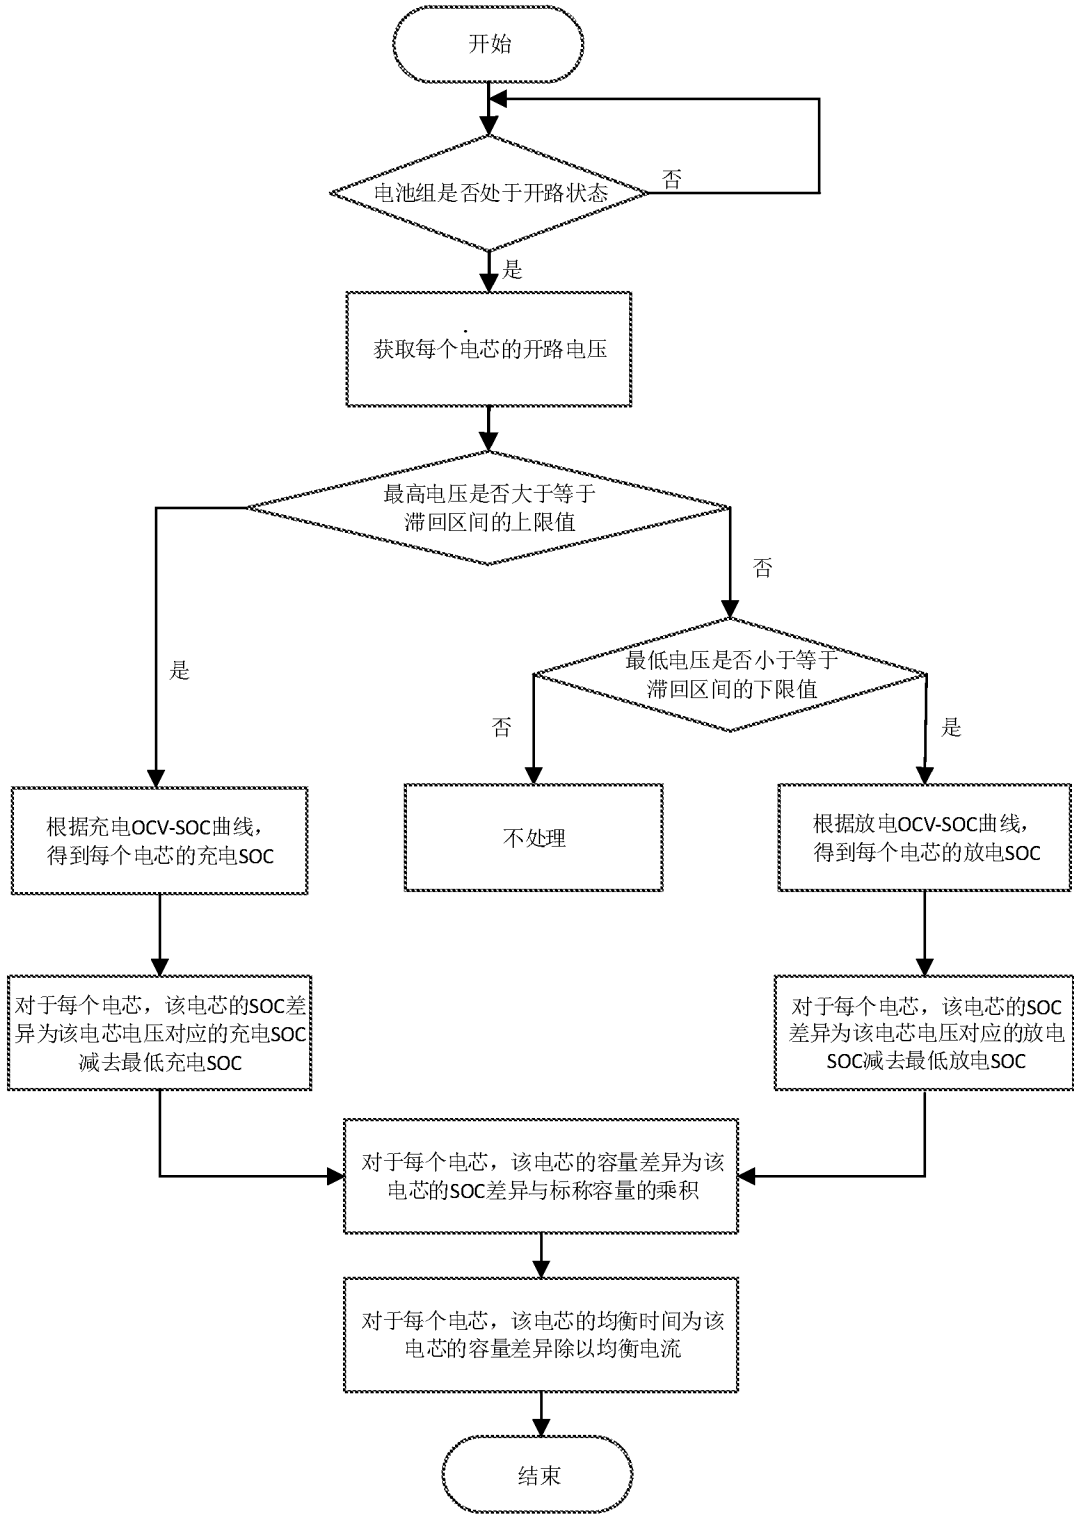 开始
电池组是否处于开路状态
否
是
获取每个电芯的开路电压
最高电压是否大于等于
滞回区间的上限值
否
是
最低电压是否小于等于
滞回区间的下限值
否
是
根据充电OCV-SOC曲线，
得到每个电芯的充电SOC
不处理
根据放电OCV-SOC曲线，
得到每个电芯的放电SOC
对于每个电芯，该电芯的SOC差
异为该电芯电压对应的充电SOC
减去最低充电SOC
对于每个电芯，该电芯的SOC
差异为该电芯电压对应的放电
SOC减去最低放电SOC
对于每个电芯，该电芯的容量差异为该
电芯的SOC差异与标称容量的乘积
对于每个电芯，该电芯的均衡时间为该
电芯的容量差异除以均衡电流
结束